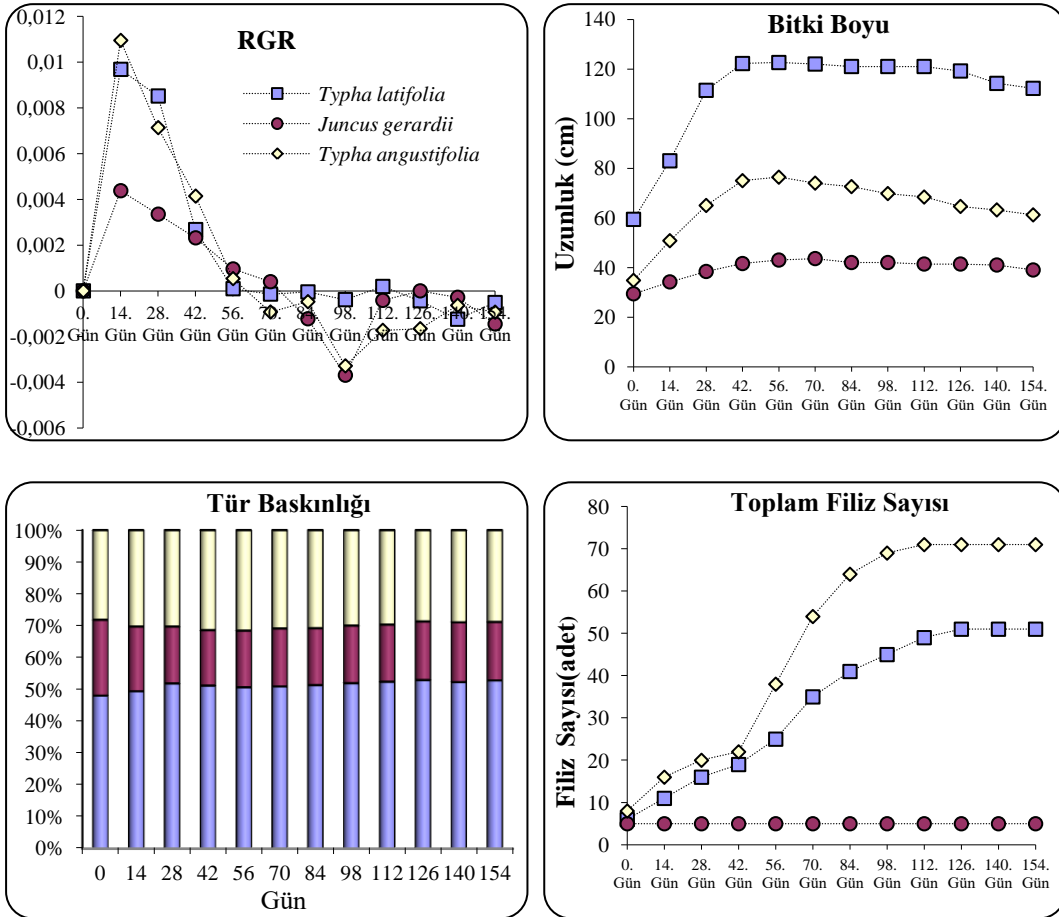 RGR
0,012
0,01
0,008
0,006
0,004
0,002
0
-0,002
-0,004
-0,006
Typha latifolia
Juncus gerardii
Typha angustifolia
0. 14. 28. 42. 56. 70. 84. 98. 112. 126. 140. 154.
Gün Gün Gün Gün Gün Gün Gün Gün Gün Gün Gün Gün
Bitki Boyu
Uzunluk (cm)
140
120
100
80
60
40
20
0
0. 14. 28. 42. 56. 70. 84. 98. 112. 126. 140. 154.
Gün Gün Gün Gün Gün Gün Gün Gün Gün Gün Gün Gün
Tür Baskınlığı
100%
90%
80%
70%
60%
50%
40%
30%
20%
10%
0%
0 14 28 42 56 70 84 98 112 126 140 154
Gün
Toplam Filiz Sayısı
Filiz Sayısı(adet)
80
70
60
50
40
30
20
10
0
0. 14. 28. 42. 56. 70. 84. 98. 112. 126. 140. 154.
Gün Gün Gün Gün Gün Gün Gün Gün Gün Gün Gün Gün